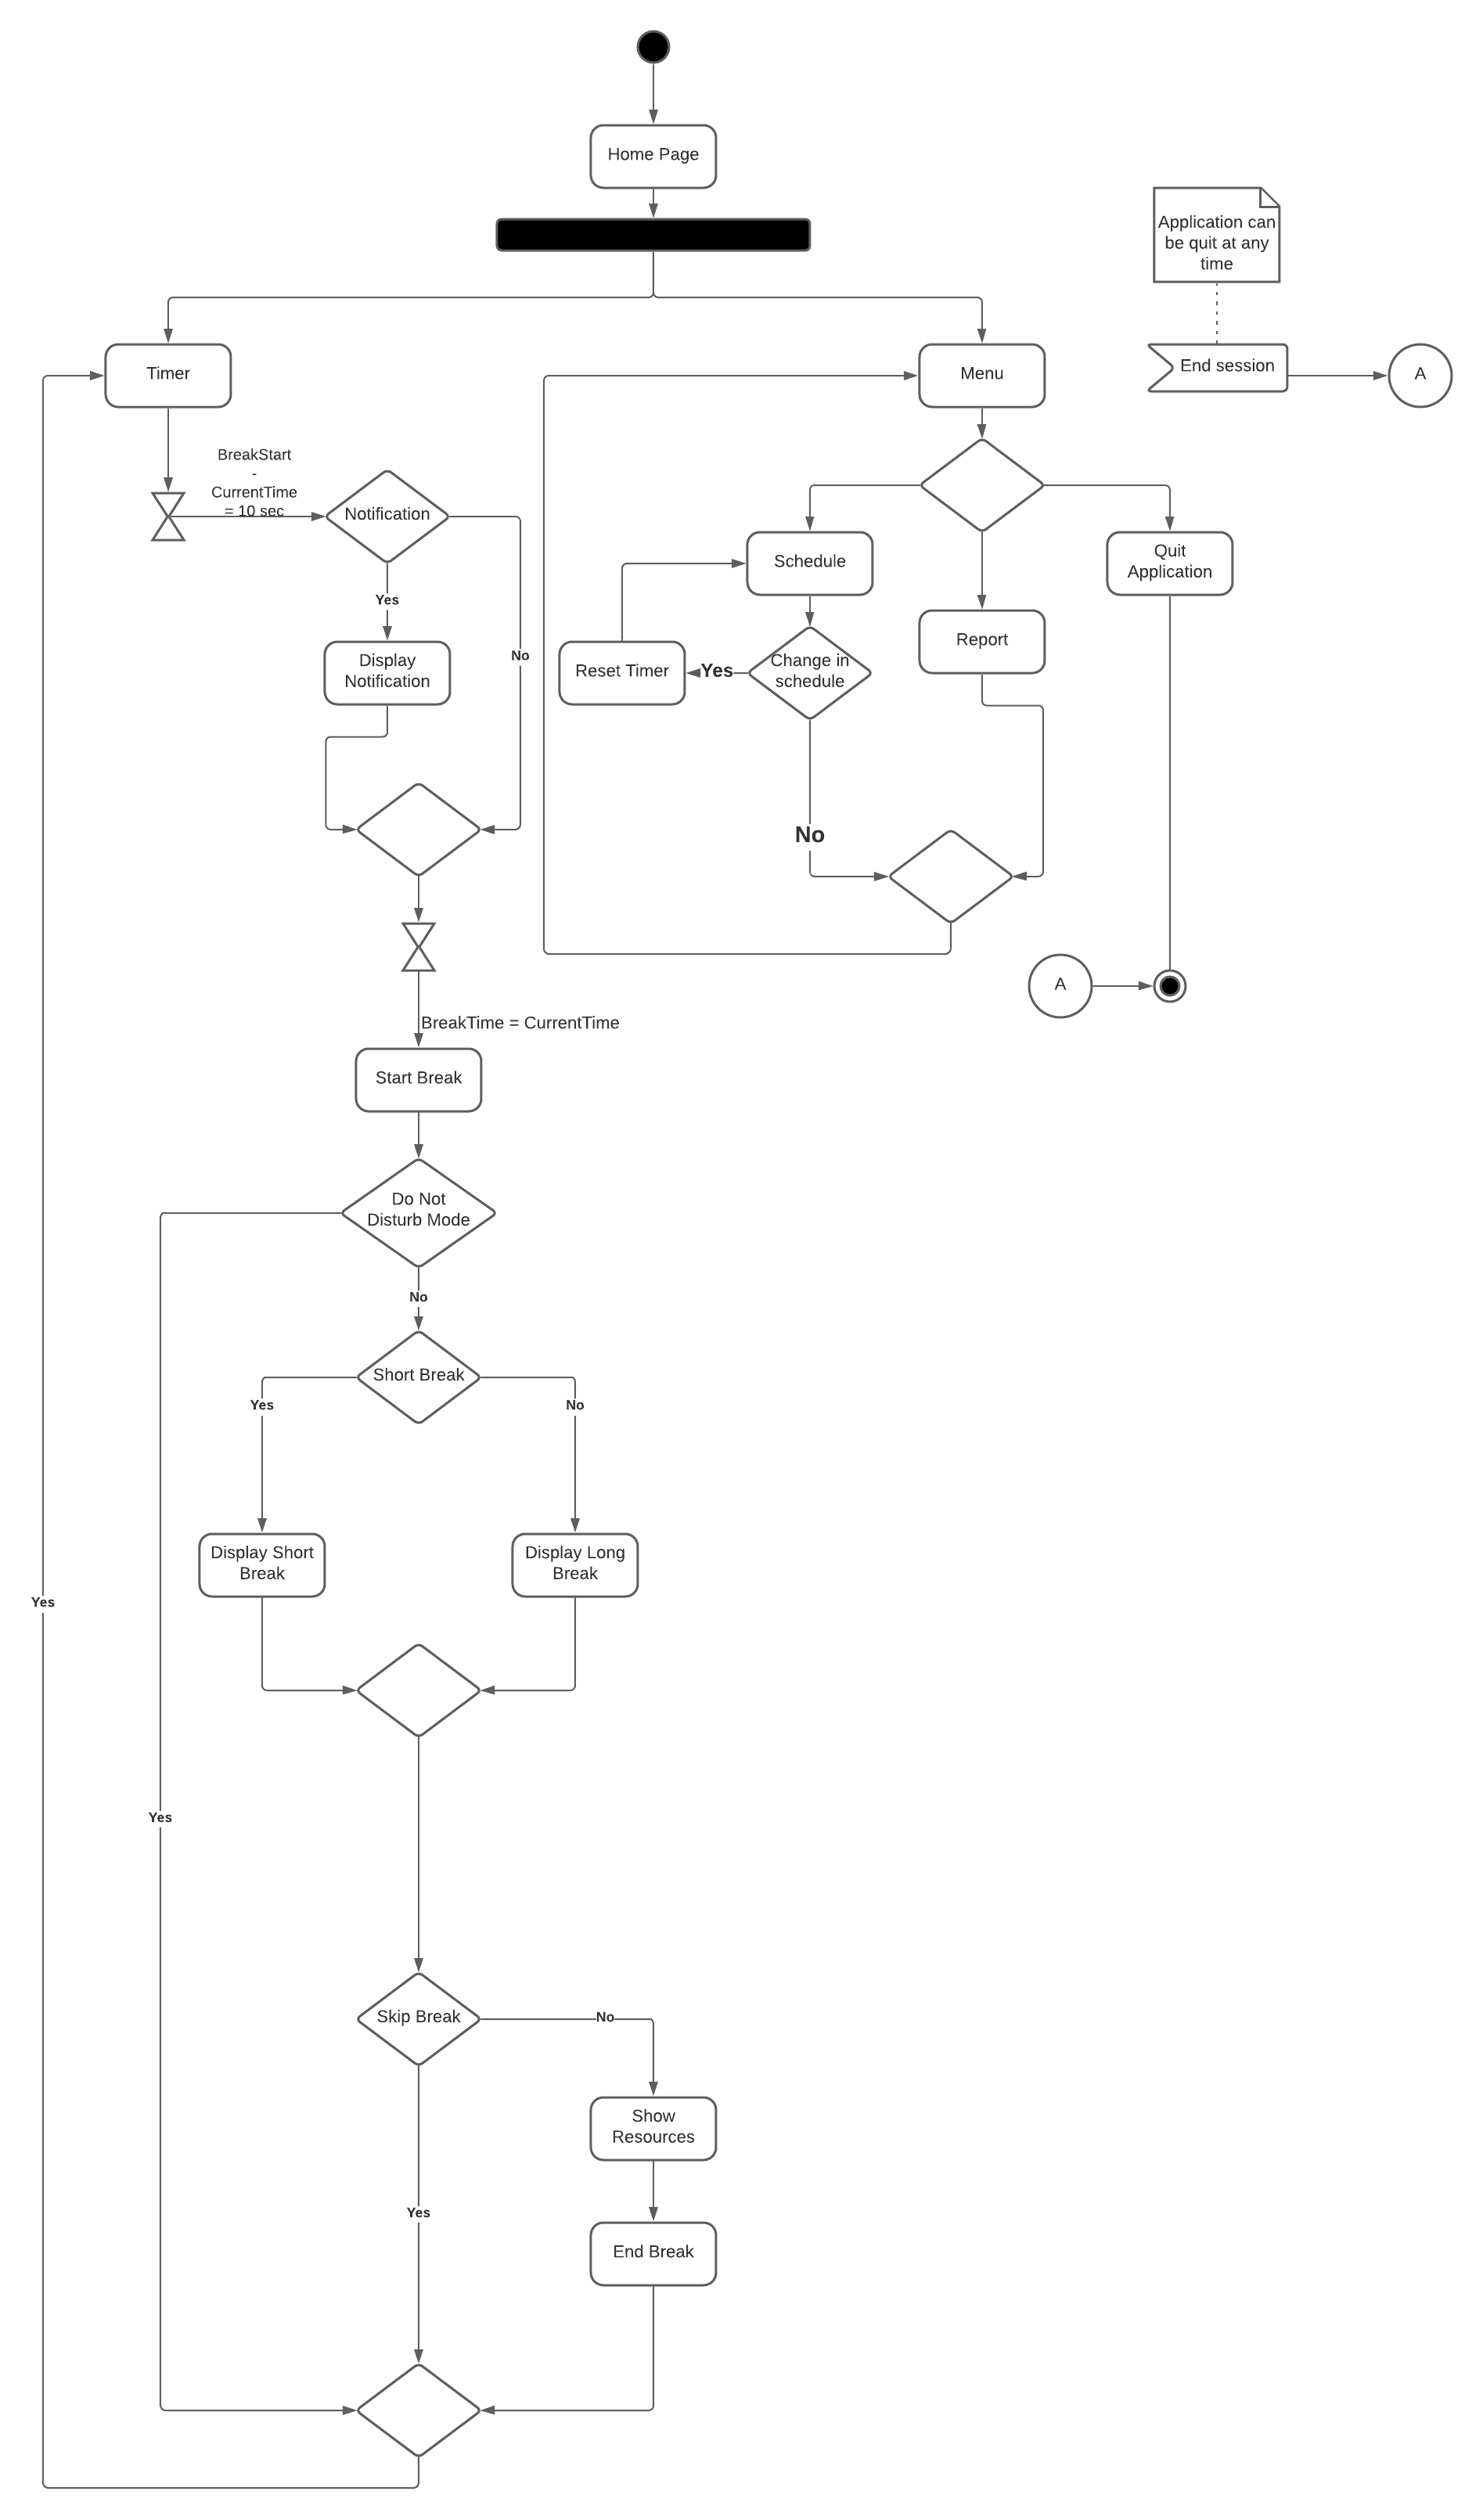 Home Page
Application can
be quit at any
time
Timer
Menu
End session
A
BreakStart
-
CurrentTime
= 10 sec
Notification
Schedule
Quit
Application
Yes
Report
No
Display
Notification
Reset Timer
Yes
Change in
schedule
No
A
BreakTime = CurrentTime
Start Break
Do Not
Disturb Mode
No
Short Break
Yes
No
Display Short
Break
Display Long
Break
Yes
Yes
Skip Break
No
Show
Resources
Yes
End Break